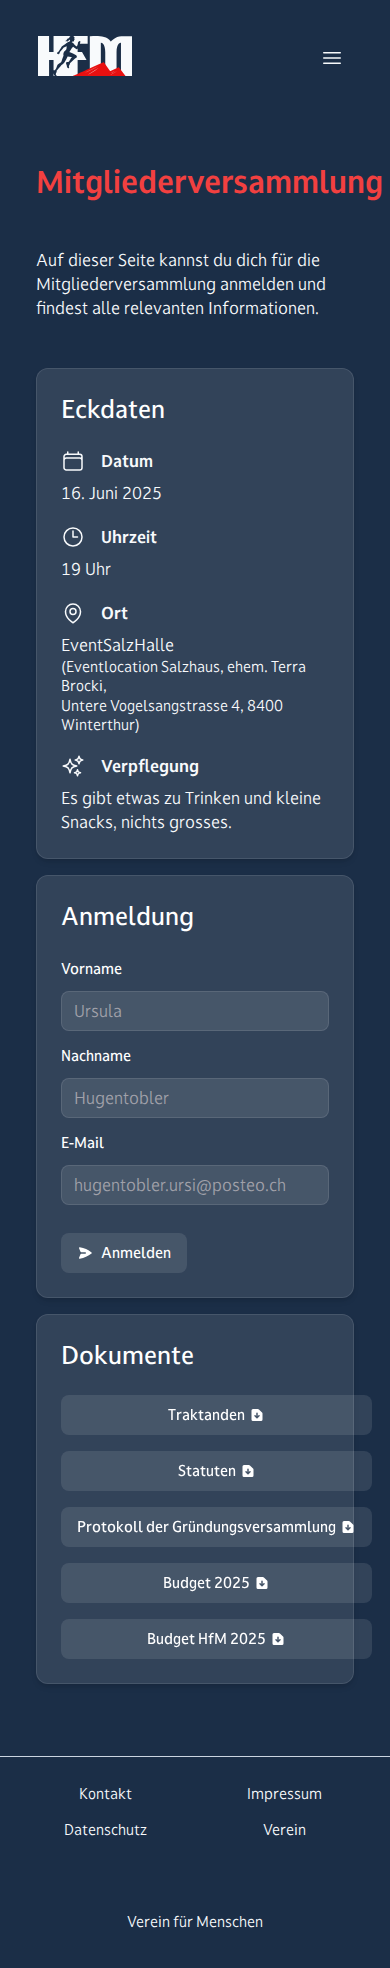 HFM
Mitgliederversammlung
Auf dieser Seite kannst du dich für die
Mitgliederversammlung anmelden und
findest alle relevanten Informationen.
Eckdaten
Datum
16. Juni 2025
Uhrzeit
19 Uhr
Ort
EventSalzHalle
(Eventlocation Salzhaus, ehem. Terra
Brocki,
Untere Vogelsangstrasse 4, 8400
Winterthur)
Verpflegung
Es gibt etwas zu Trinken und kleine
Snacks, nichts grosses.
Anmeldung
Vorname
Ursula
Nachname
Hugentobler
E-Mail
hugentobler.ursi@posteo.ch
Anmelden
Dokumente
Traktanden
Statuten
Protokoll der Gründungsversammlung
Budget 2025
Budget HfM 2025
Kontakt
Impressum
Datenschutz
Verein
Verein für Menschen